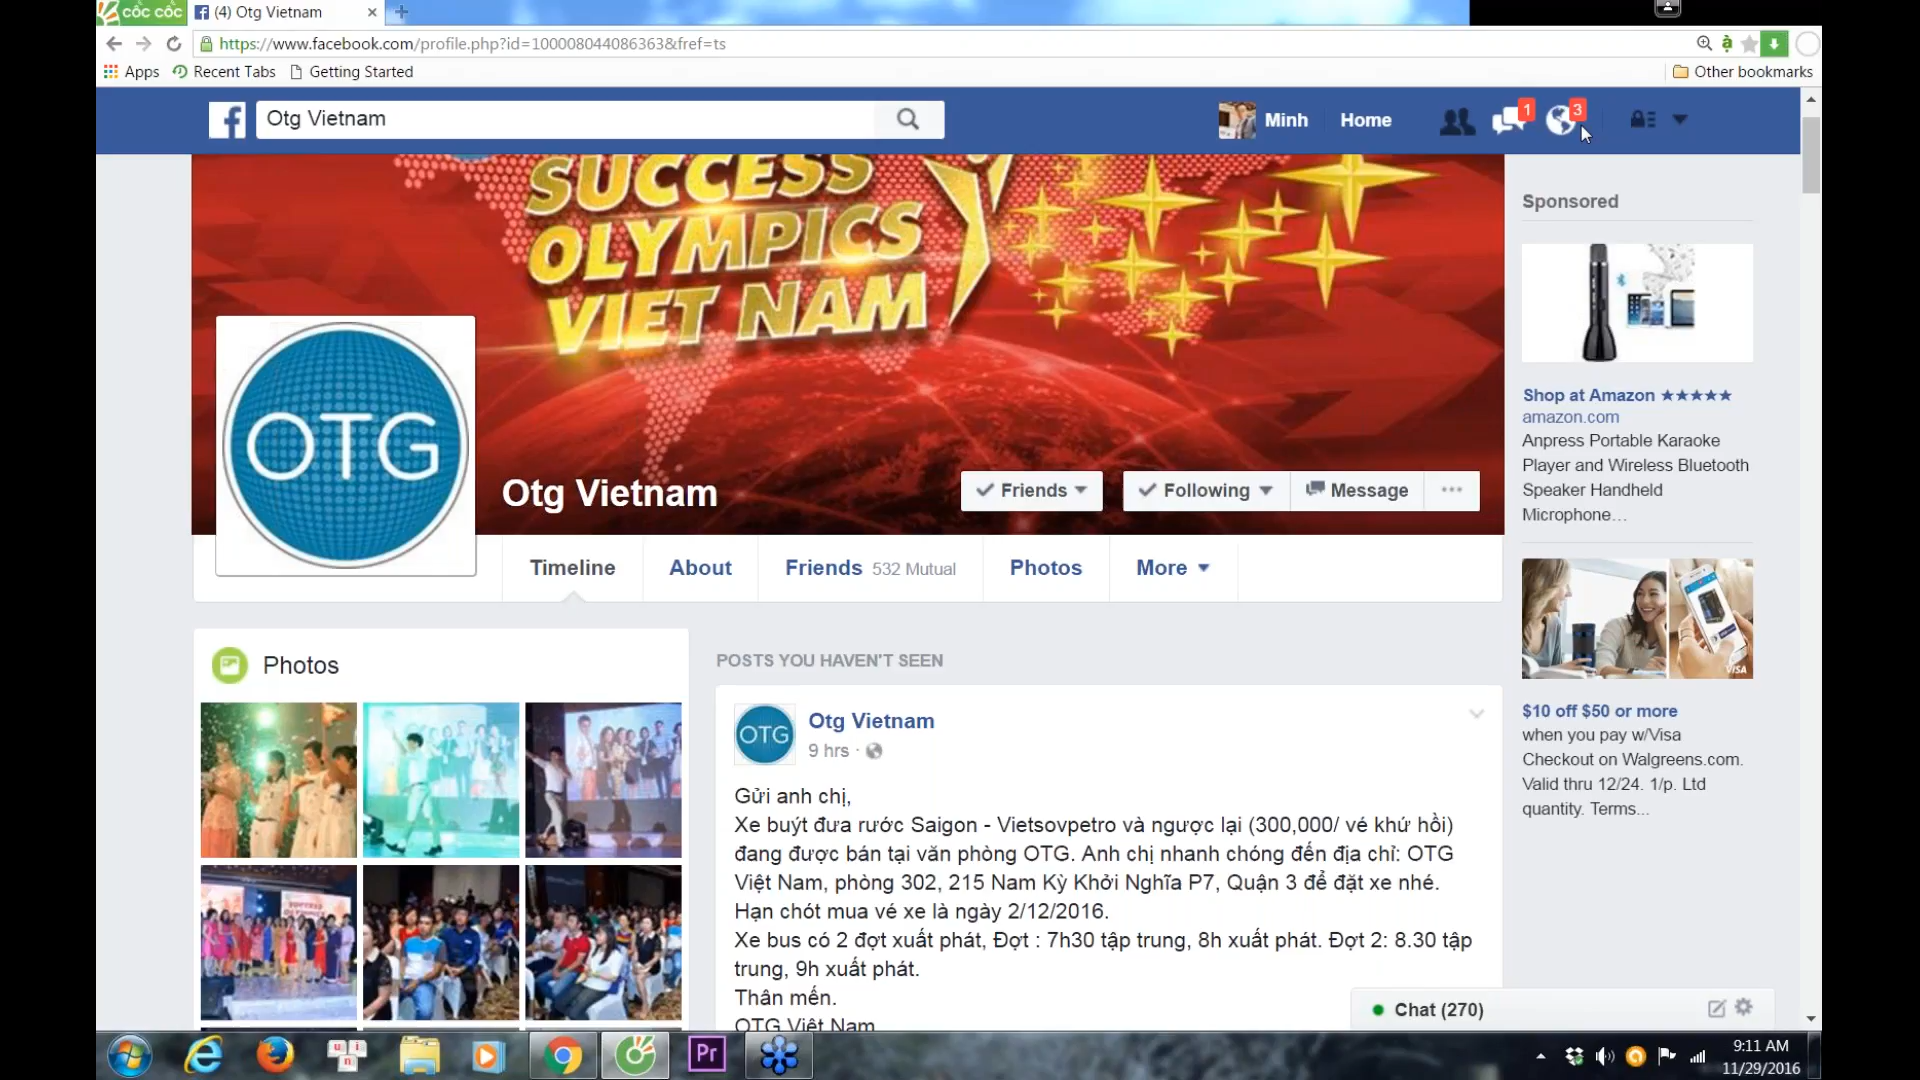 cốc cốc
(4) Otg Vietnam
https://www.facebook.com/profile.php?id=100008044086363&fref=ts
Apps
Recent Tabs
Getting Started
Other bookmarks
Otg Vietnam
Minh
Home
1
3
SUCCESS
OLYMPICS
VIET NAM
OTG
Otg Vietnam
Friends
Following
Message
Timeline
About
Friends 532 Mutual
Photos
More
Photos
POSTS YOU HAVEN'T SEEN
OTG
Otg Vietnam
9 hrs
Gửi anh chị,
Xe buýt đưa rước Saigon - Vietsovpetro và ngược lại (300,000/ vé khứ hồi)
đang được bán tại văn phòng OTG. Anh chị nhanh chóng đến địa chỉ: OTG
Việt Nam, phòng 302, 215 Nam Kỳ Khởi Nghĩa P7, Quận 3 để đặt xe nhé.
Hạn chót mua vé xe là ngày 2/12/2016.
Xe bus có 2 đợt xuất phát, Đợt : 7h30 tập trung, 8h xuất phát. Đợt 2: 8.30 tập
trung, 9h xuất phát.
Thân mến.
OTG Việt Nam
Sponsored
Shop at Amazon ★★★★★
amazon.com
Anpress Portable Karaoke
Player and Wireless Bluetooth
Speaker Handheld
Microphone…
VISA
$10 off $50 or more
when you pay w/Visa
Checkout on Walgreens.com.
Valid thru 12/24. 1/p. Ltd
quantity. Terms...
Chat (270)
u
i
n
Pr
9:11 AM
11/29/2016